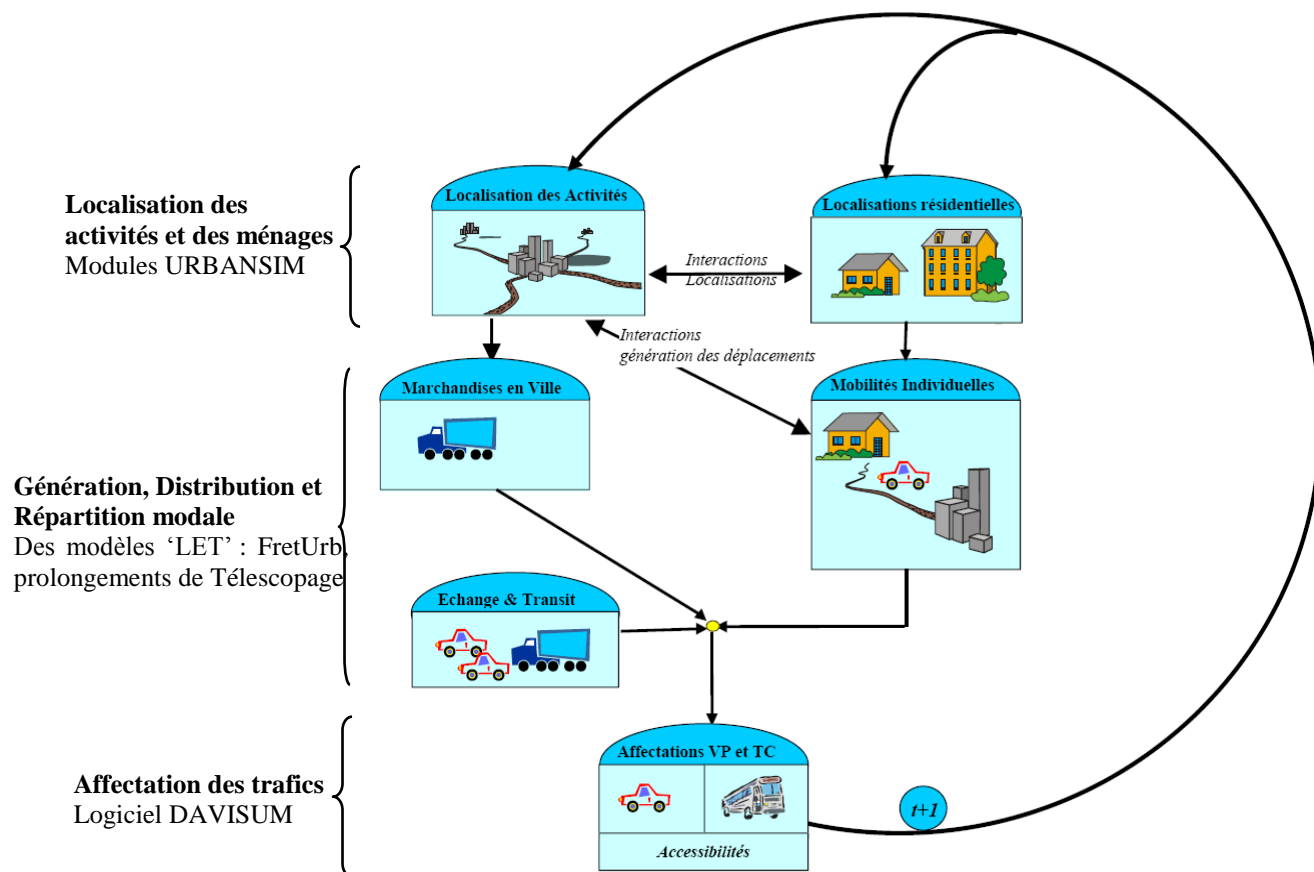 Localisation des
activités et des ménages
Modules URBANSIM
Localisation des Activités
Localisations résidentielles
Interactions
Localisations
Interactions
génération des déplacements
Marchandises en Ville
Mobilités Individuelles
Génération, Distribution et
Répartition modale
Des modèles ‘LET’ : FretUrb,
prolongements de Télescopage
Echange & Transit
Affectation des trafics
Logiciel DAVISUM
Affectations VP et TC
Accessibilités
t+1